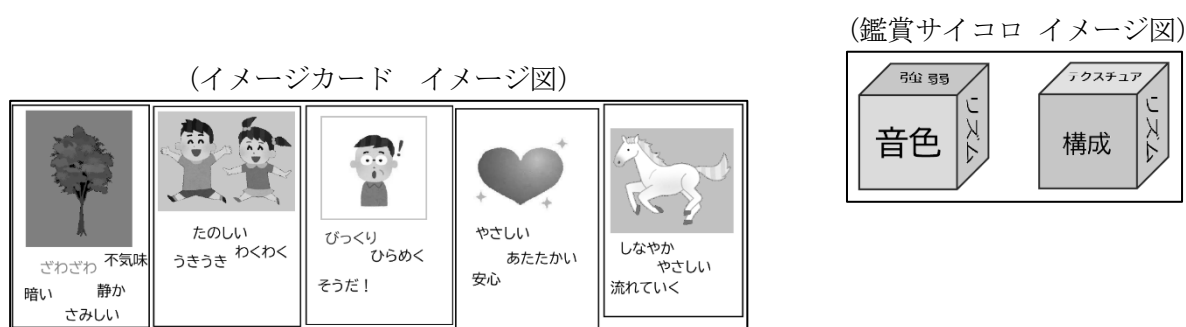 (鑑賞サイコロ イメージ図)
(イメージカード　イメージ図)
ざわざわ 不気味
暗い 静か
さみしい
たのしい
うきうき わくわく
びっくり
ひらめく
そうだ！
やさしい
あたたかい
安心
しなやか
やさしい
流れていく
強弱
音色
リズム
テクスチュア
構成
リズム